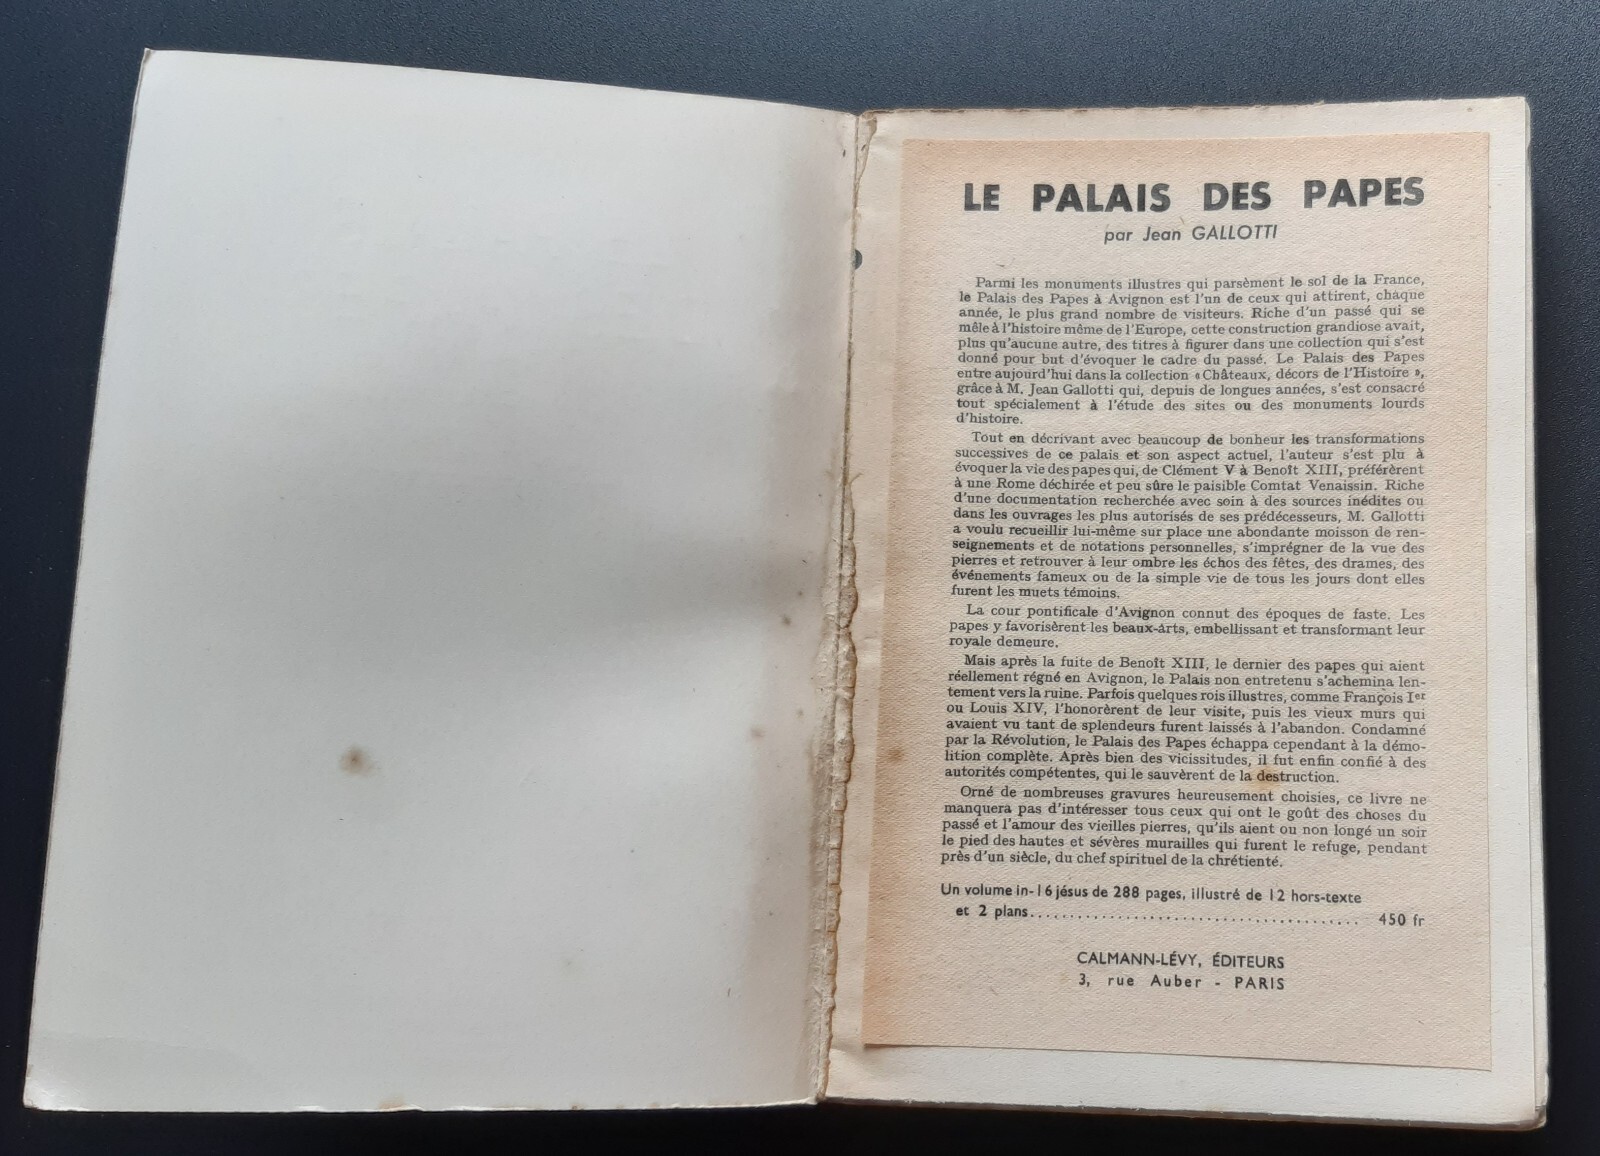 LE PALAIS DES PAPES
par Jean GALLOTTI
Parmi les monuments illustres qui parsèment le sol de la France,
le Palais des Papes à Avignon est l'un de ceux qui attirent, chaque
année, le plus grand nombre de visiteurs. Riche d'un passé qui se
mêle à l'histoire même de l'Europe, cette construction grandiose avait,
plus qu'aucune autre, des titres à figurer dans une collection qui s'est
donné pour but d'évoquer le cadre du passé. Le Palais des Papes
entre aujourd'hui dans la collection « Châteaux, décors de l'Histoire »,
grâce à M. Jean Gallotti qui, depuis de longues années, s'est consacré
tout spécialement à l'étude des sites ou des monuments lourds
d'histoire.
Tout en décrivant avec beaucoup de bonheur les transformations
successives de ce palais et son aspect actuel, l'auteur s'est plu à
évoquer la vie des papes qui, de Clément V à Benoît XIII, préférèrent
à une Rome déchirée et peu sûre le paisible Comtat Venaissin. Riche
d'une documentation recherchée avec soin à des sources inédites ou
dans les ouvrages les plus autorisés de ses prédécesseurs, M. Gallotti
a voulu recueillir lui-même sur place une abondante moisson de ren-
seignements et de notations personnelles, s'imprégner de la vue des
pierres et retrouver à leur ombre les échos des fêtes, des drames, des
événements fameux ou de la simple vie de tous les jours dont elles
furent les muets témoins.
La cour pontificale d'Avignon connut des époques de faste. Les
papes y favorisèrent les beaux-arts, embellissant et transformant leur
royale demeure.
Mais après la fuite de Benoît XIII, le dernier des papes qui aient
réellement régné en Avignon, le Palais non entretenu s'achemina len-
tement vers la ruine. Parfois quelques rois illustres, comme François Ier
ou Louis XIV, l'honorèrent de leur visite, puis les vieux murs qui
avaient vu tant de splendeurs furent laissés à l'abandon. Condamné
par la Révolution, le Palais des Papes échappa cependant à la démo-
lition complète. Après bien des vicissitudes, il fut enfin confié à des
autorités compétentes, qui le sauvèrent de la destruction.
Orné de nombreuses gravures heureusement choisies, ce livre ne
manquera pas d'intéresser tous ceux qui ont le goût des choses du
passé et l'amour des vieilles pierres, qu'ils aient ou non longé un soir
le pied des hautes et sévères murailles qui furent le refuge, pendant
près d'un siècle, du chef spirituel de la chrétienté.
Un volume in-16 jésus de 288 pages, illustré de 12 hors-texte
et 2 plans........................................ 450 fr
CALMANN-LÉVY, ÉDITEURS
3, rue Auber - PARIS